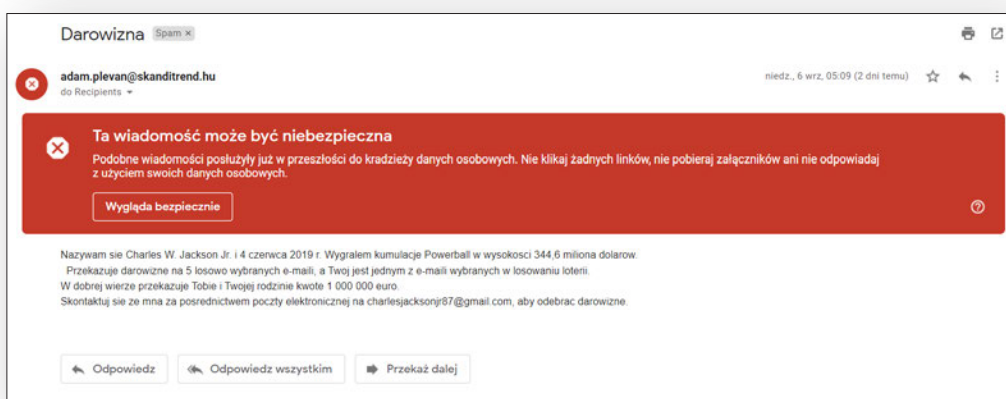 Darowizna Spam ×
adam.plevan@skanditrend.hu
niedz., 6 wrz, 05:09 (2 dni temu)
do Recipients
Ta wiadomość może być niebezpieczna
Podobne wiadomości posłużyły już w przeszłości do kradzieży danych osobowych. Nie klikaj żadnych linków, nie pobieraj załączników ani nie odpowiadaj
z użyciem swoich danych osobowych.
Wygląda bezpiecznie
Nazywam sie Charles W. Jackson Jr. i 4 czerwca 2019 r. Wygralem kumulacje Powerball w wysokosci 344,6 miliona dolarow.
Przekazuje darowizne na 5 losowo wybranych e-maili, a Twoj jest jednym z e-maili wybranych w losowaniu loterii.
W dobrej wierze przekazuje Tobie i Twojej rodzinie kwote 1 000 000 euro.
Skontaktuj sie ze mna za posrednictwem poczty elektronicznej na charlesjacksonjr87@gmail.com, aby odebrac darowizne.
Odpowiedz
Odpowiedz wszystkim
Przekaż dalej